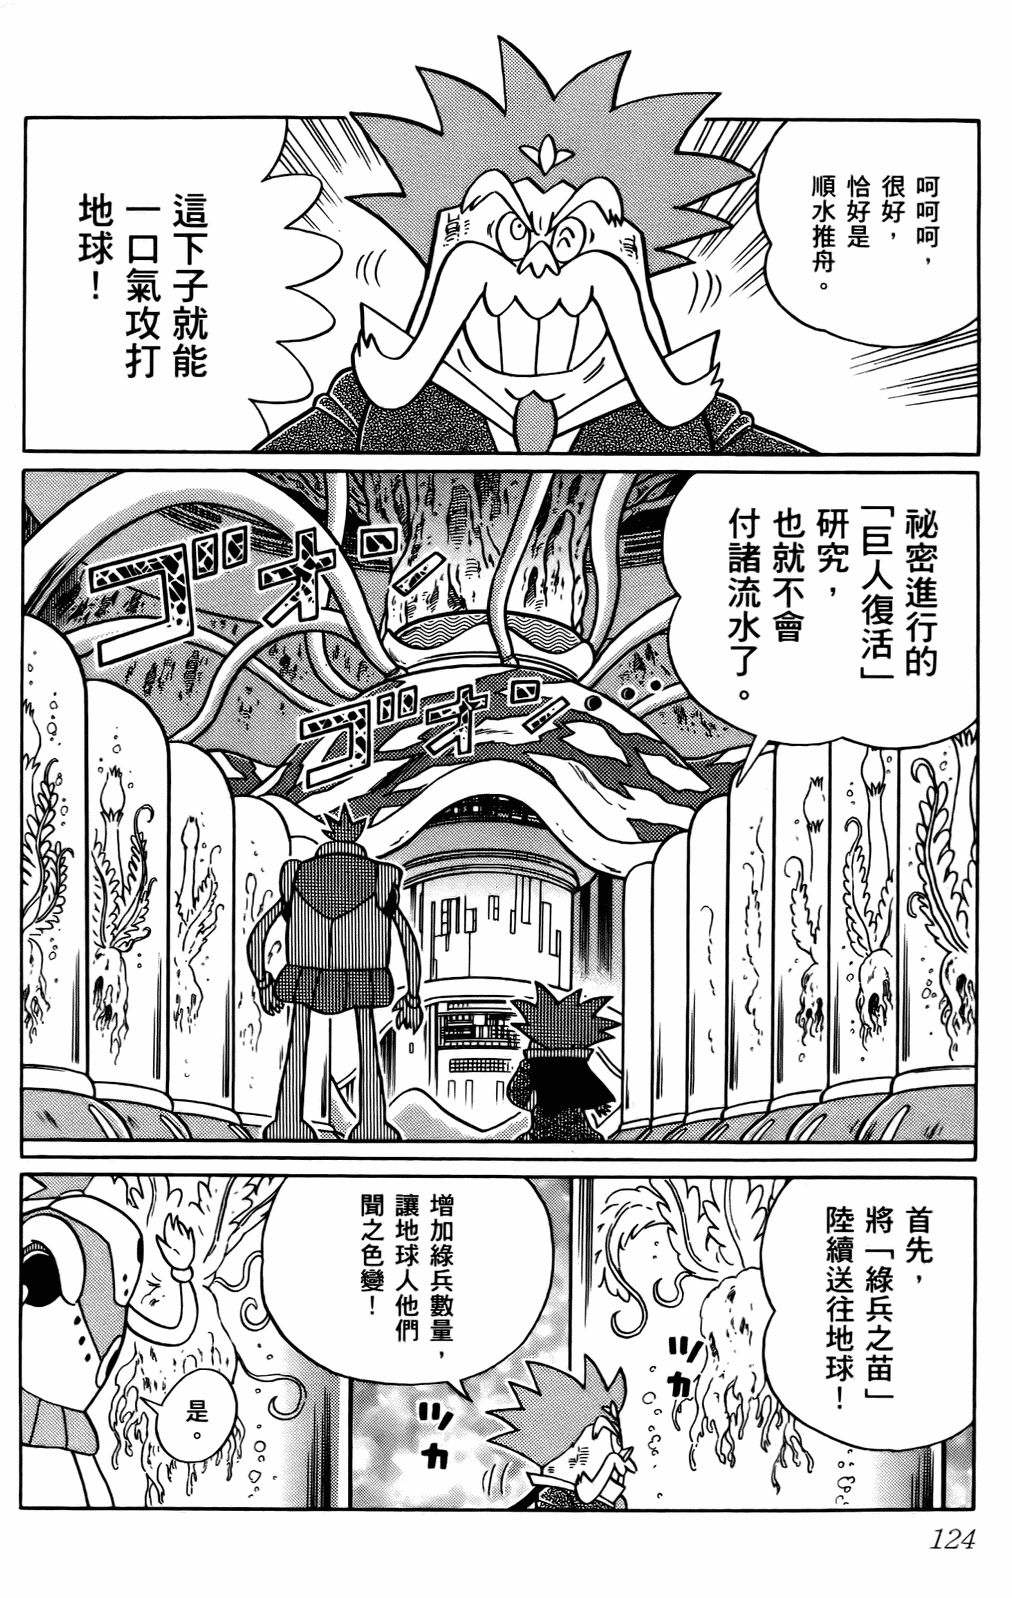 呵呵呵，
很好，
恰好是
順水推舟。
這下子就能
一口氣攻打
地球！
祕密進行的
「巨人復活」
研究，
也就不會
付諸流水了。
ゴオン
ゴオン
首先，
將「綠兵之苗」
陸續送往地球！
ツカ
ツカ
增加綠兵數量，
讓地球人他們
聞之色變！
是。
124